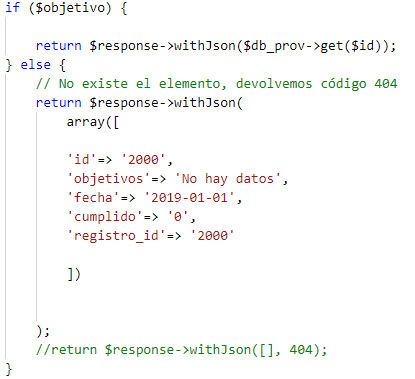 if ($objetivo) {
return $response->withJson($db_prov->get($id));
} else {
// No existe el elemento, devolvemos código 404
return $response->withJson(
array([
'id'=> '2000',
'objetivos'=> 'No hay datos',
'fecha'=> '2019-01-01',
'cumplido'=> '0',
'registro_id'=> '2000'
])
);
//return $response->withJson([], 404);
}